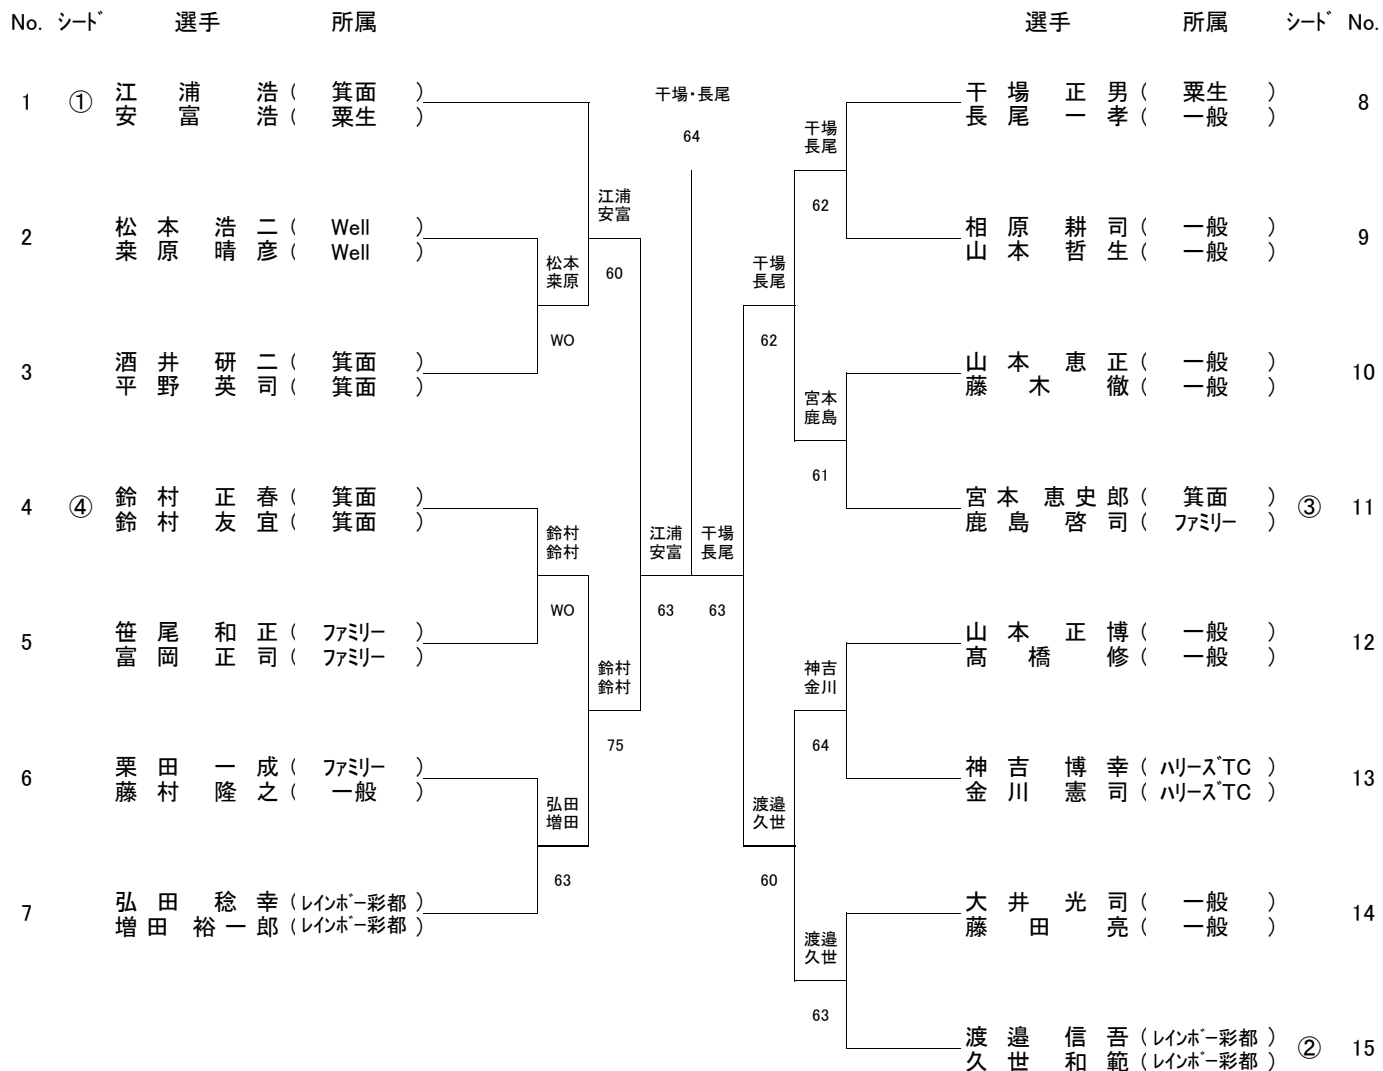 No. シード 選手 所属 選手 所属 シード No.
1 ① 江浦浩 ( 箕面 )
安富浩 ( 粟生 )
2 松本浩二 ( Well )
桒原晴彦 ( Well )
3 酒井研二 ( 箕面 )
平野英司 ( 箕面 )
4 ④ 鈴村正春 ( 箕面 )
鈴村友宜 ( 箕面 )
5 笹尾和正 ( ファミリー )
富岡正司 ( ファミリー )
6 栗田一成 ( ファミリー )
藤村隆之 ( 一般 )
7 弘田稔幸 ( レインボー彩都 )
増田裕一郎 ( レインボー彩都 )
松本
桒原
WO
鈴村
鈴村
WO
弘田
増田
63
江浦
安富
60
鈴村
鈴村
75
江浦
安富
63
干場・長尾
64
干場
長尾
63
干場
長尾
62
渡邉
久世
60
干場
長尾
62
宮本
鹿島
61
神吉
金川
64
渡邉
久世
63
干場正男 ( 粟生 ) 8
長尾一孝 ( 一般 )
相原耕司 ( 一般 ) 9
山本哲生 ( 一般 )
山本恵正 ( 一般 ) 10
藤木徹 ( 一般 )
宮本恵史郎 ( 箕面 ) ③ 11
鹿島啓司 ( ファミリー )
山本正博 ( 一般 ) 12
髙橋修 ( 一般 )
神吉博幸 ( ハリーズTC ) 13
金川憲司 ( ハリーズTC )
大井光司 ( 一般 ) 14
藤田亮 ( 一般 )
渡邉信吾 ( レインボー彩都 ) ② 15
久世和範 ( レインボー彩都 )